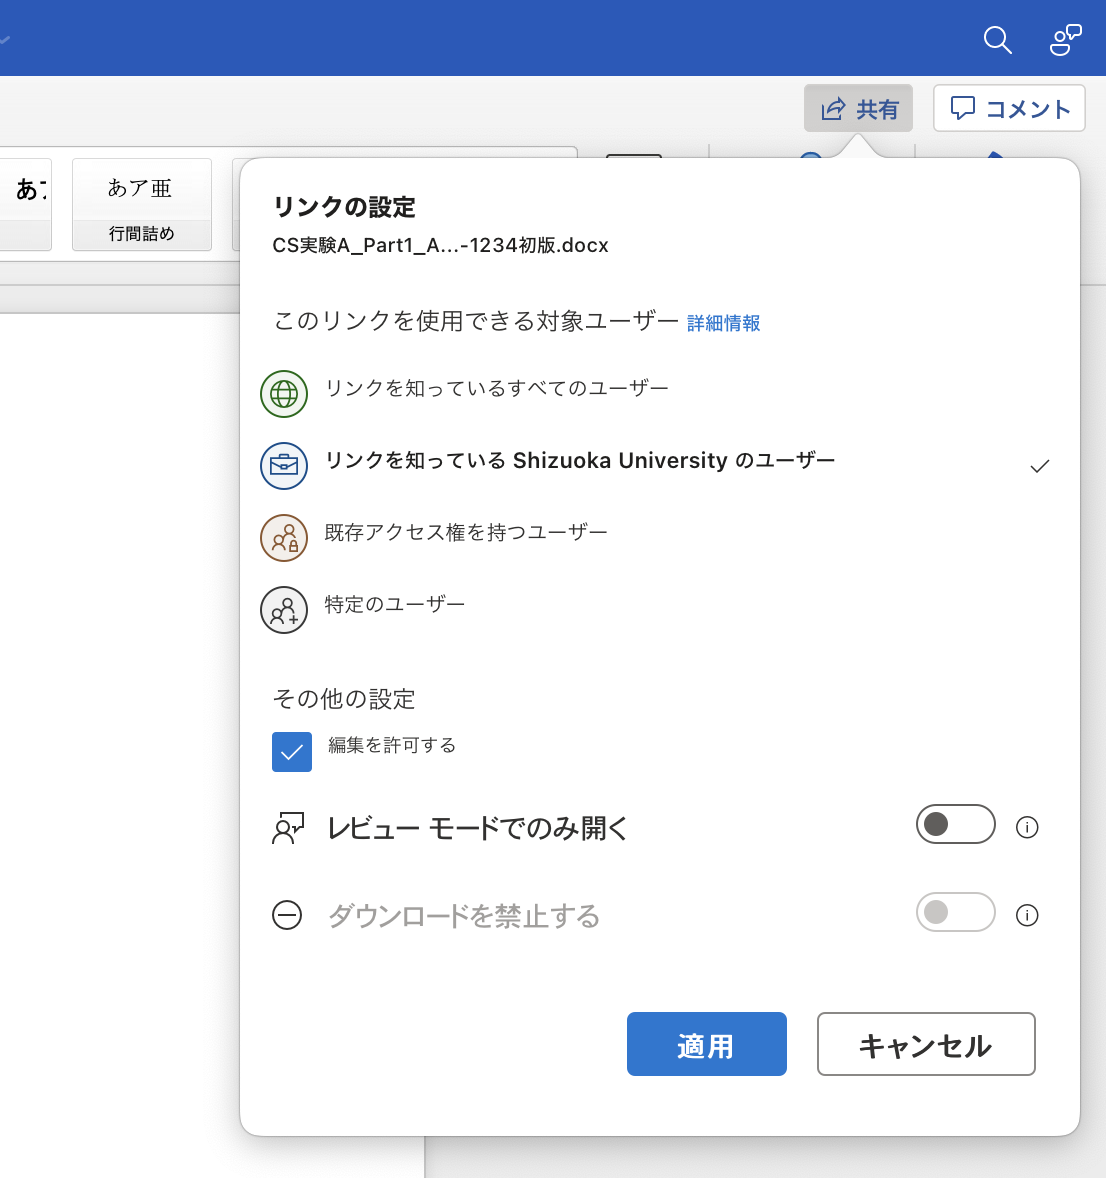 共有
コメント
あア
あア亜
行間詰め
リンクの設定
CS実験A_Part1_A...-1234初版.docx
このリンクを使用できる対象ユーザー 詳細情報
リンクを知っているすべてのユーザー
リンクを知っている Shizuoka University のユーザー
既存アクセス権を持つユーザー
特定のユーザー
その他の設定
編集を許可する
レビュー モードでのみ開く
ダウンロードを禁止する
適用
キャンセル